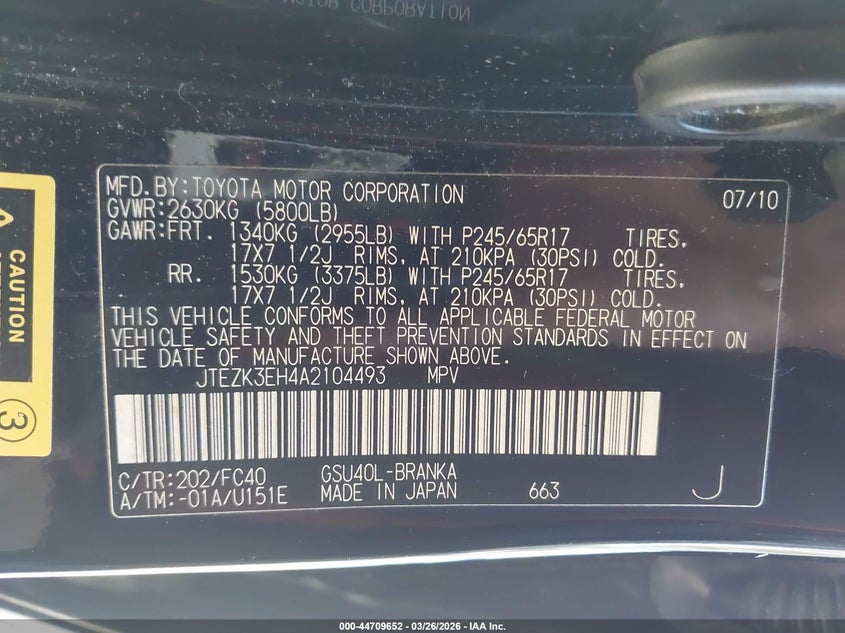 MOTOR CORPORATION
MFD.BY:TOYOTA MOTOR CORPORATION 07/10
GVWR:2630KG (5800LB)
GAWR:FRT. 1340KG (2955LB) WITH P245/65R17 TIRES,
17X7 1/2J RIMS, AT 210KPA (30PSI) COLD.
RR. 1530KG (3375LB) WITH P245/65R17 TIRES,
17X7 1/2J RIMS, AT 210KPA (30PSI) COLD.
THIS VEHICLE CONFORMS TO ALL APPLICABLE FEDERAL MOTOR
VEHICLE SAFETY AND THEFT PREVENTION STANDARDS IN EFFECT ON
THE DATE OF MANUFACTURE SHOWN ABOVE.
JTEZK3EH4A2104493 MPV
C/TR:202/FC40 GSU40L-BRANKA
A/TM:-01A/U151E MADE IN JAPAN 663 J
CAUTION
3
000-44709652 - 03/26/2026 - IAA Inc.